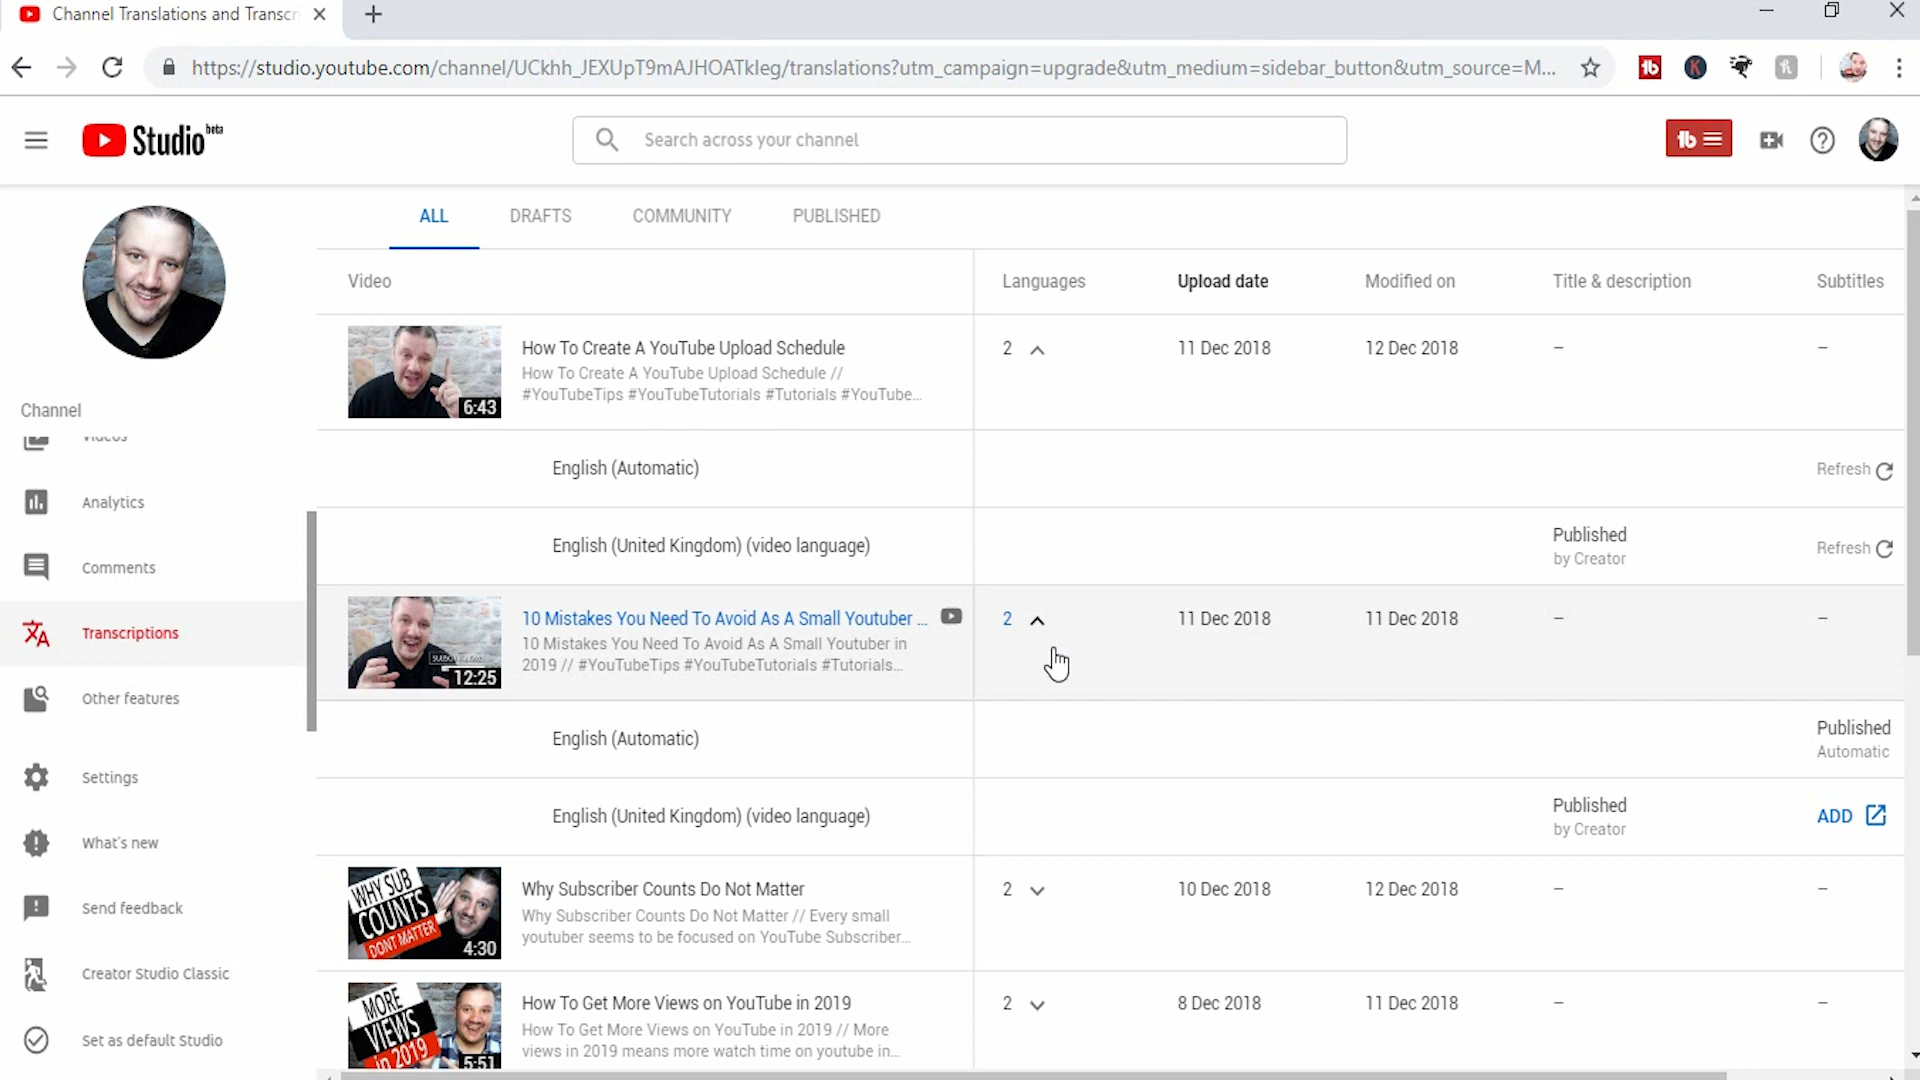 Channel Translations and Transcr
https://studio.youtube.com/channel/UCkhh_JEXUpT9mAJHOATkleg/translations?utm_campaign=upgrade&utm_medium=sidebar_button&utm_source=M...
Studio beta
Search across your channel
tb
ALL DRAFTS COMMUNITY PUBLISHED
Video Languages Upload date Modified on Title & description Subtitles
How To Create A YouTube Upload Schedule 2 11 Dec 2018 12 Dec 2018 – –
How To Create A YouTube Upload Schedule //
#YouTubeTips #YouTubeTutorials #Tutorials #YouTube...
6:43
English (Automatic) Refresh
English (United Kingdom) (video language) Published Refresh
by Creator
10 Mistakes You Need To Avoid As A Small Youtuber ... 2 11 Dec 2018 11 Dec 2018 – –
10 Mistakes You Need To Avoid As A Small Youtuber in
2019 // #YouTubeTips #YouTubeTutorials #Tutorials...
12:25
English (Automatic) Published
Automatic
English (United Kingdom) (video language) Published ADD
by Creator
Why Subscriber Counts Do Not Matter 2 10 Dec 2018 12 Dec 2018 – –
Why Subscriber Counts Do Not Matter // Every small
youtuber seems to be focused on YouTube Subscriber...
WHY SUB
COUNTS
DONT MATTER
4:30
How To Get More Views on YouTube in 2019 2 8 Dec 2018 11 Dec 2018 – –
How To Get More Views on YouTube in 2019 // More
views in 2019 means more watch time on youtube in...
MORE
VIEWS
in 2019
5:51
Channel
Videos
Analytics
Comments
Transcriptions
Other features
Settings
What's new
Send feedback
Creator Studio Classic
Set as default Studio